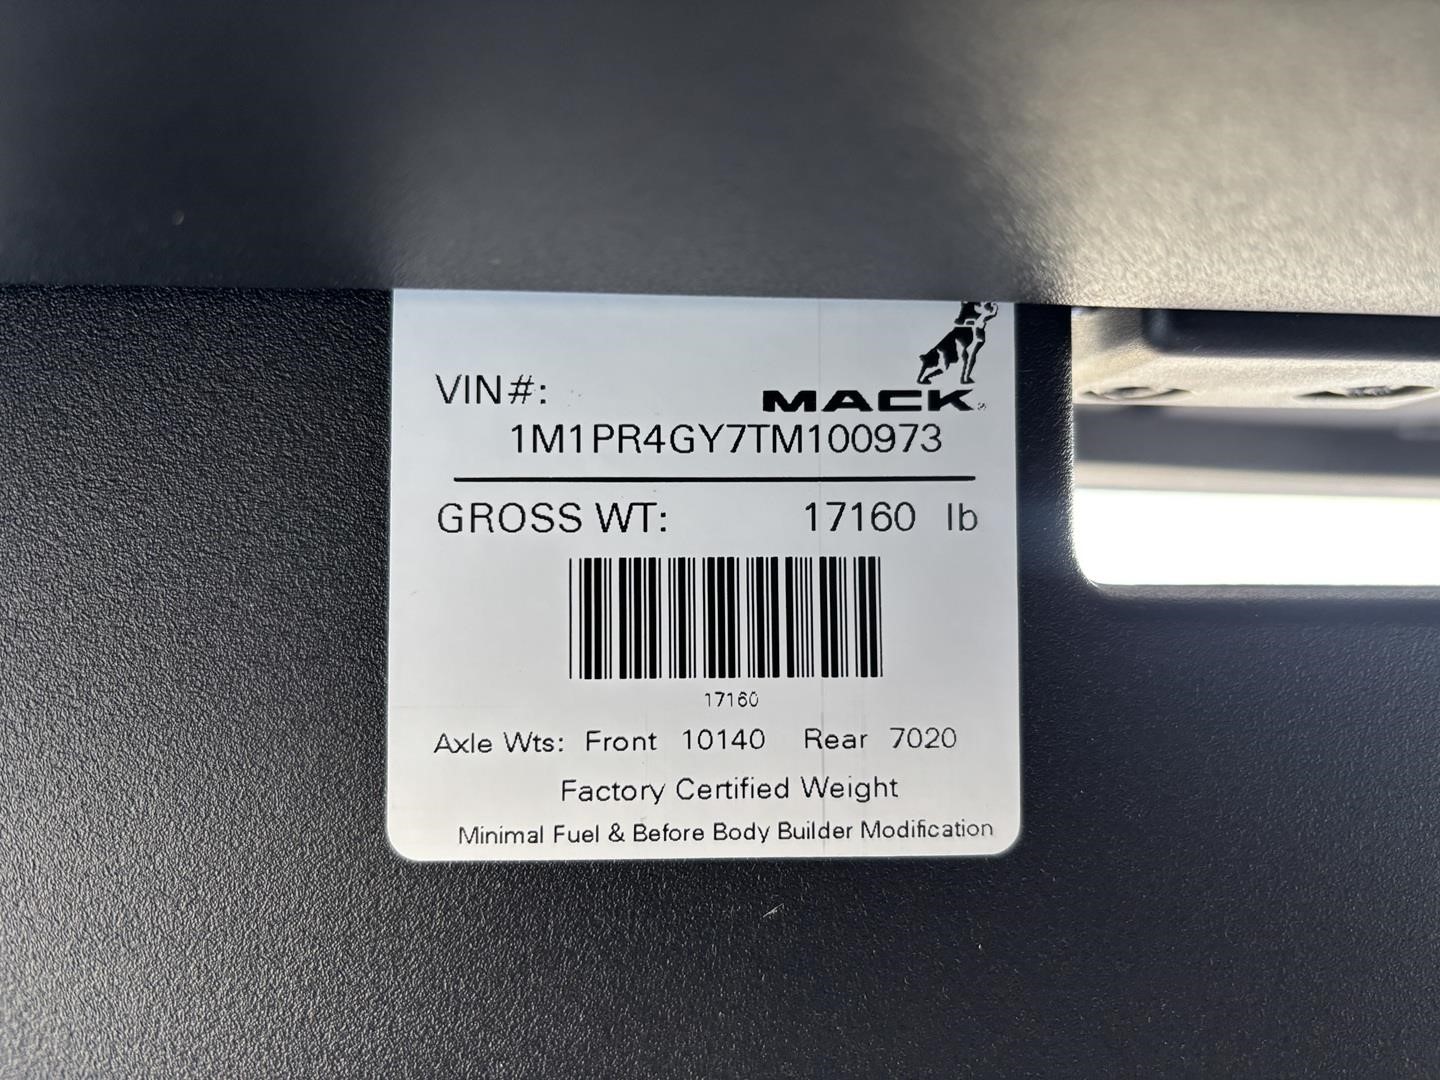 VIN#:
MACK®
1M1PR4GY7TM100973
GROSS WT: 17160 lb
17160
Axle Wts: Front 10140 Rear 7020
Factory Certified Weight
Minimal Fuel & Before Body Builder Modification